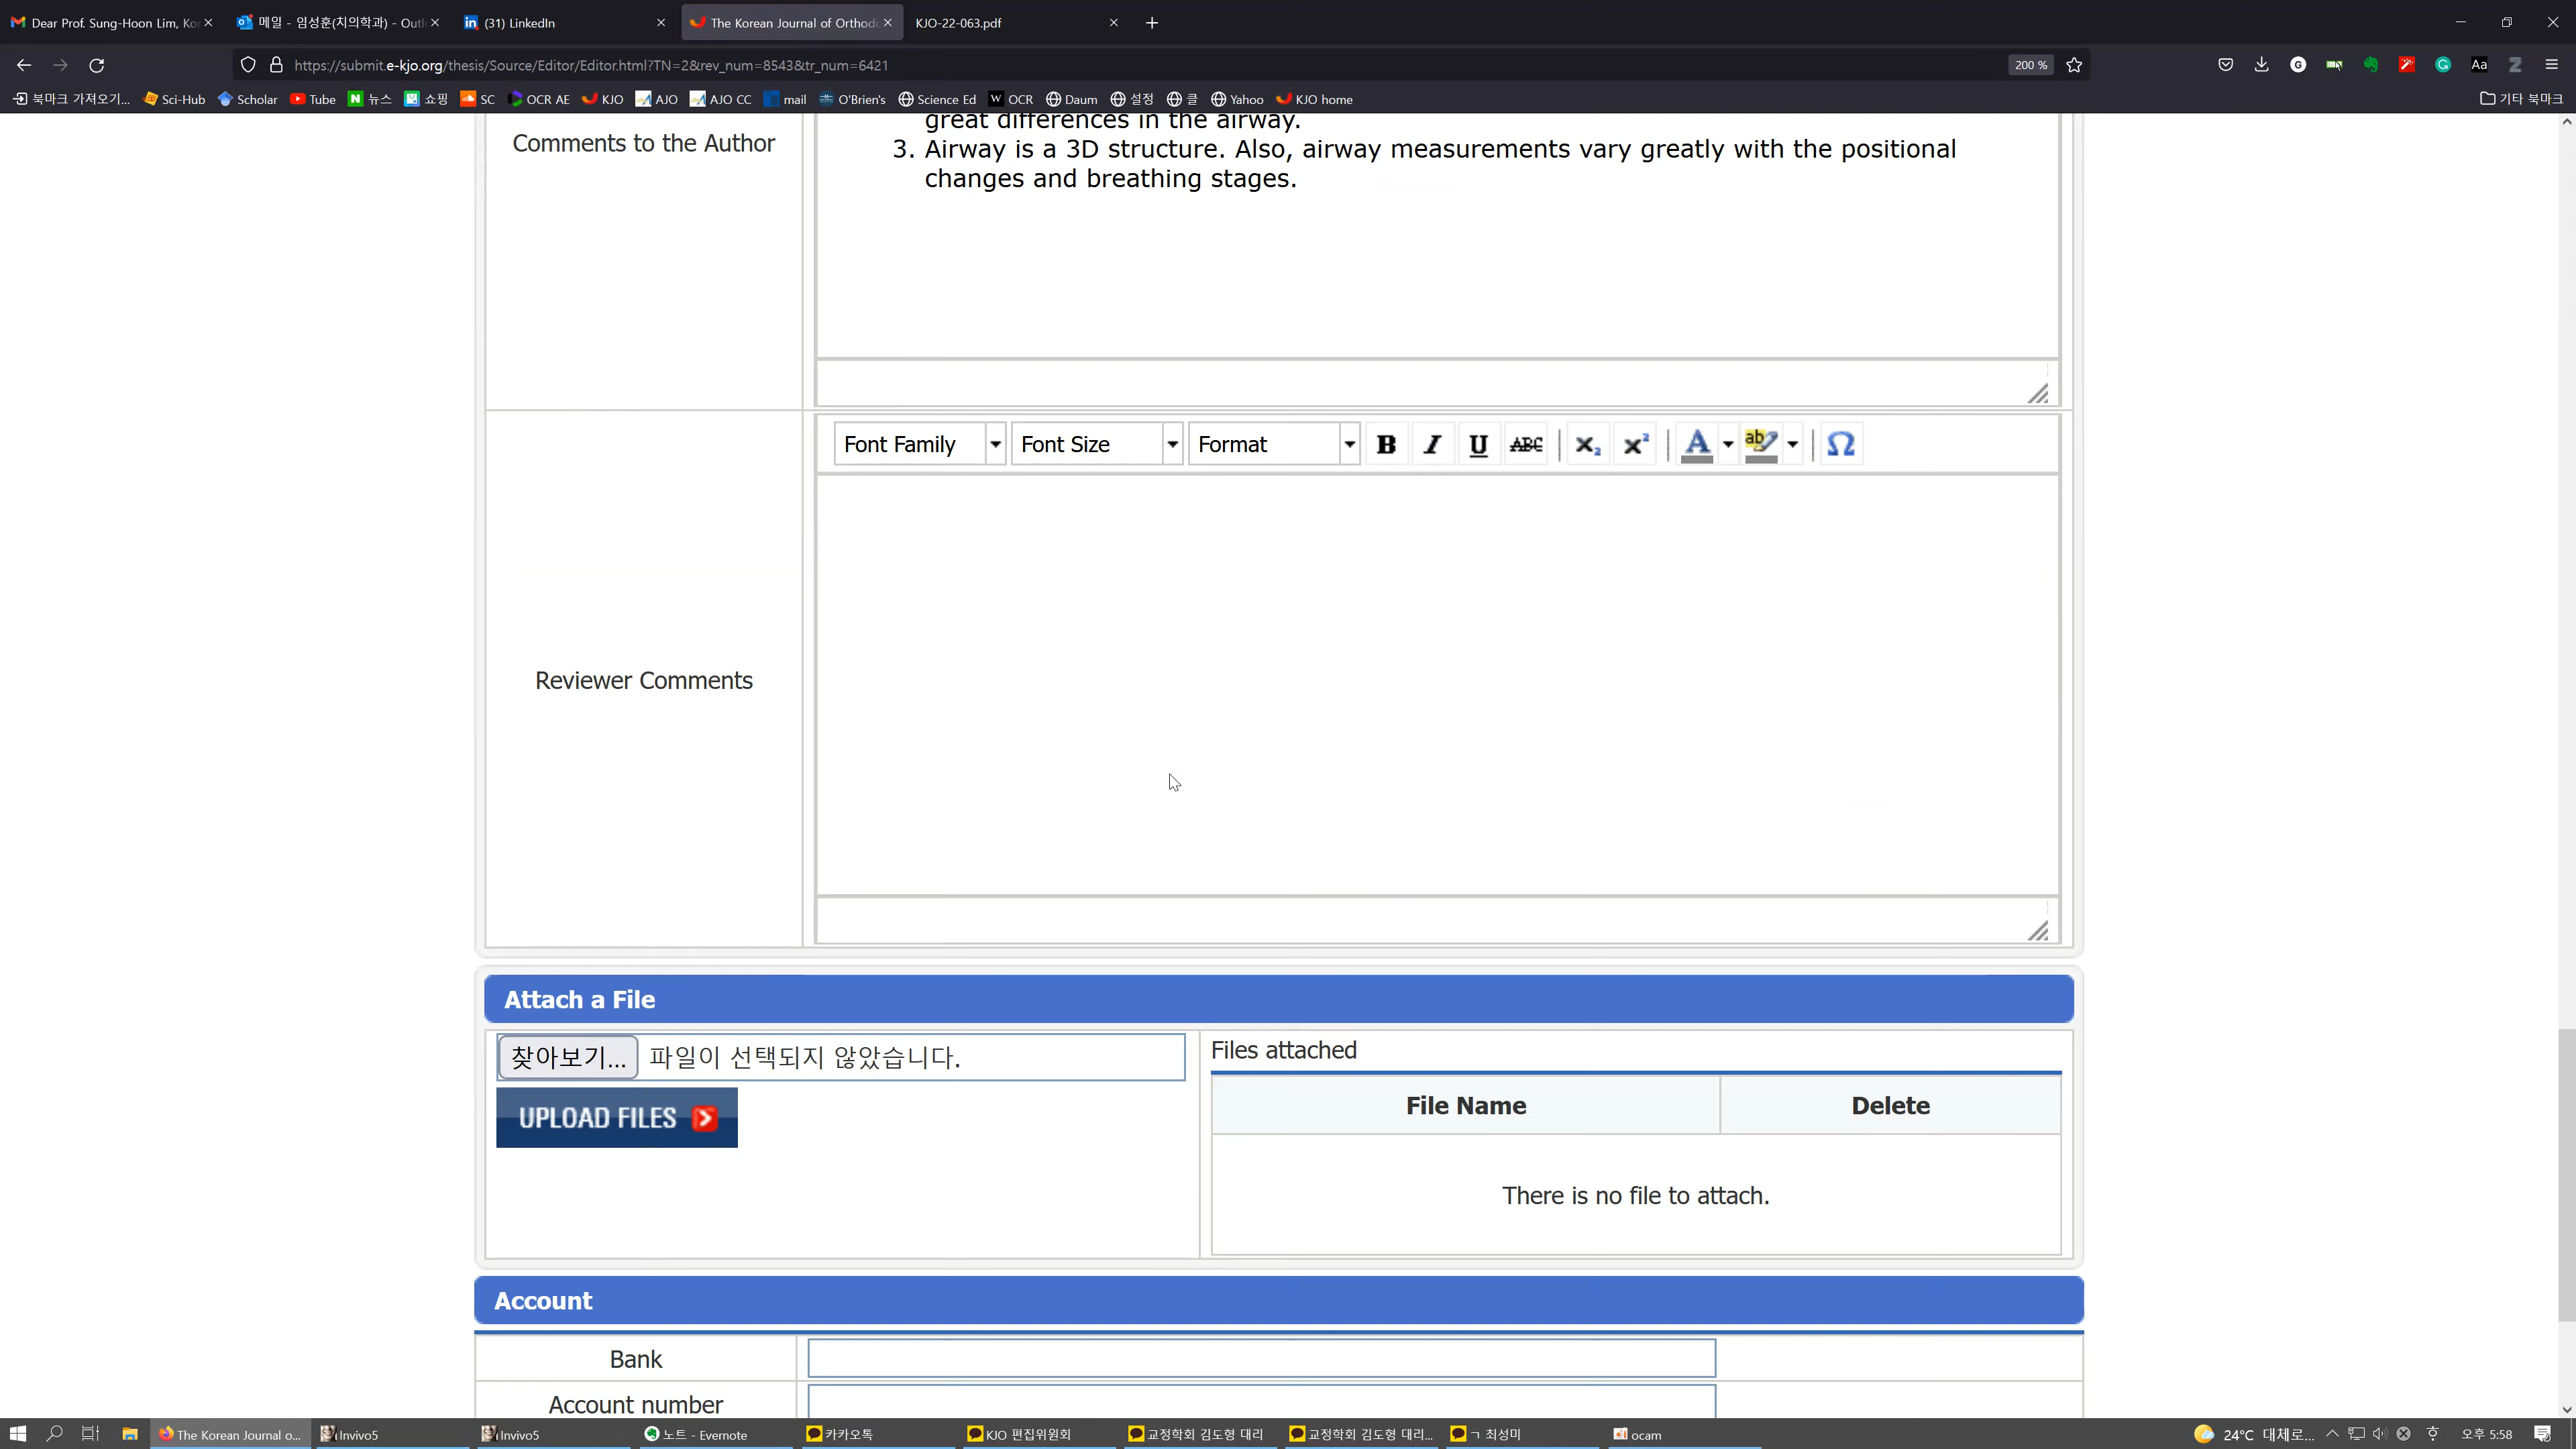 Dear Prof. Sung-Hoon Lim, Ko
메일 - 임성훈(치의학과) - Outl
(31) LinkedIn
The Korean Journal of Orthod
KJO-22-063.pdf
https://submit.e-kjo.org/thesis/Source/Editor/Editor.html?TN=2&rev_num=8543&tr_num=6421
200 %
북마크 가져오기...
Sci-Hub
Scholar
Tube
뉴스
쇼핑
SC
OCR AE
KJO
AJO
AJO CC
mail
O'Brien's
Science Ed
OCR
Daum
설정
클
Yahoo
KJO home
기타 북마크
Comments to the Author
great differences in the airway.
3. Airway is a 3D structure. Also, airway measurements vary greatly with the positional
changes and breathing stages.
Font Family
Font Size
Format
B I U ABC x₂ x² A ab Ω
Reviewer Comments
Attach a File
찾아보기... 파일이 선택되지 않았습니다.
UPLOAD FILES
Files attached
File Name
Delete
There is no file to attach.
Account
Bank
Account number
The Korean Journal o...
Invivo5
Invivo5
노트 - Evernote
카카오톡
KJO 편집위원회
교정학회 김도형 대리
교정학회 김도형 대리...
ㄱ 최성미
ocam
24°C 대체로...
오후 5:58